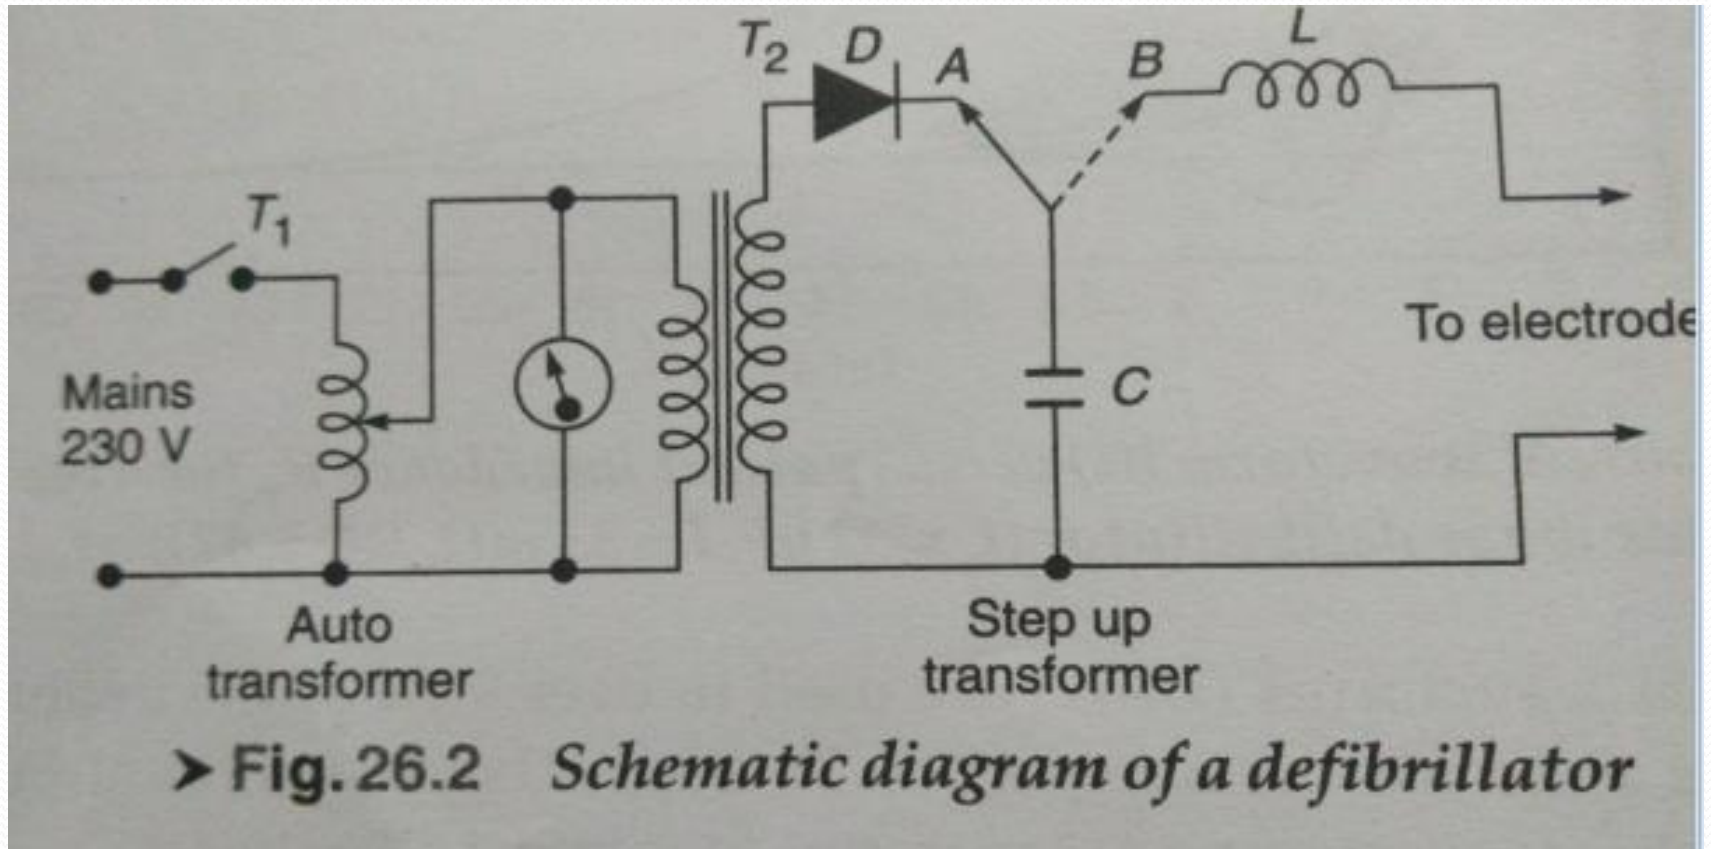 T2 D A B L
T1
To electrode
Mains
230 V
C
Auto
transformer
Step up
transformer
➤ Fig. 26.2 Schematic diagram of a defibrillator